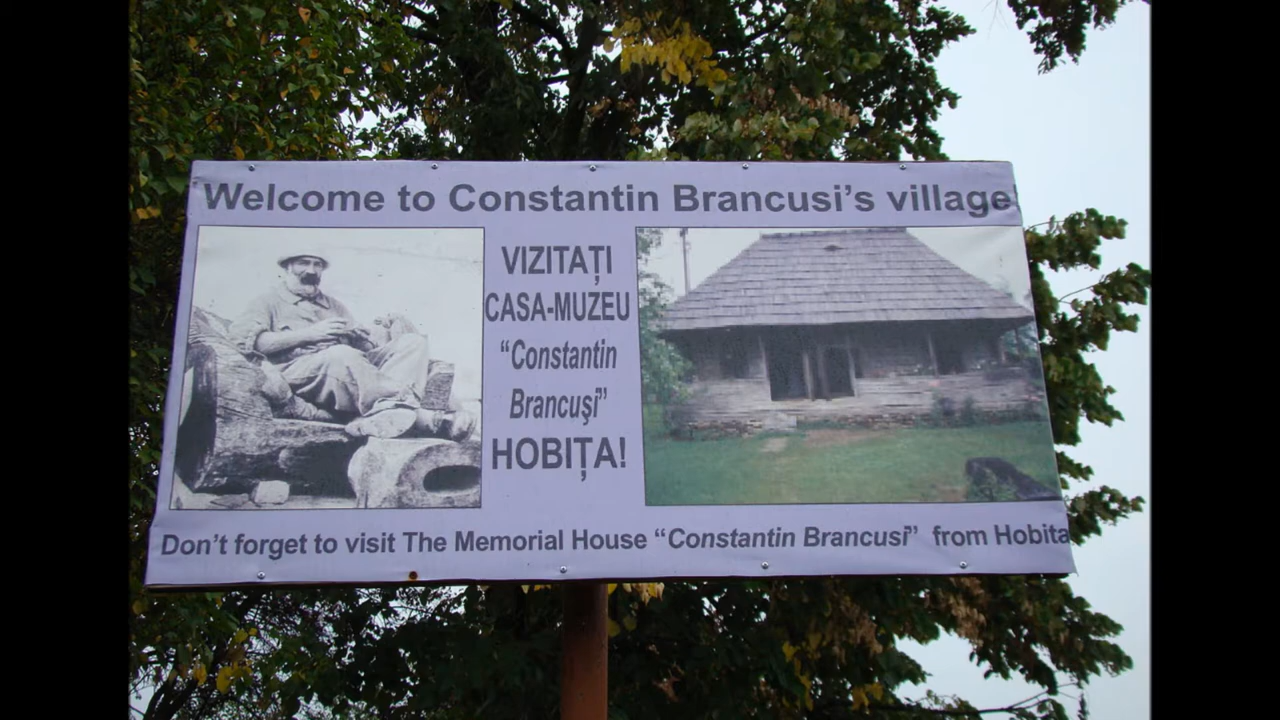 Welcome to Constantin Brancusi's village!
VIZITAȚI
CASA-MUZEU
“Constantin
Brancuşi”
HOBIȚA!
Don't forget to visit The Memorial House “Constantin Brancusi” from Hobita